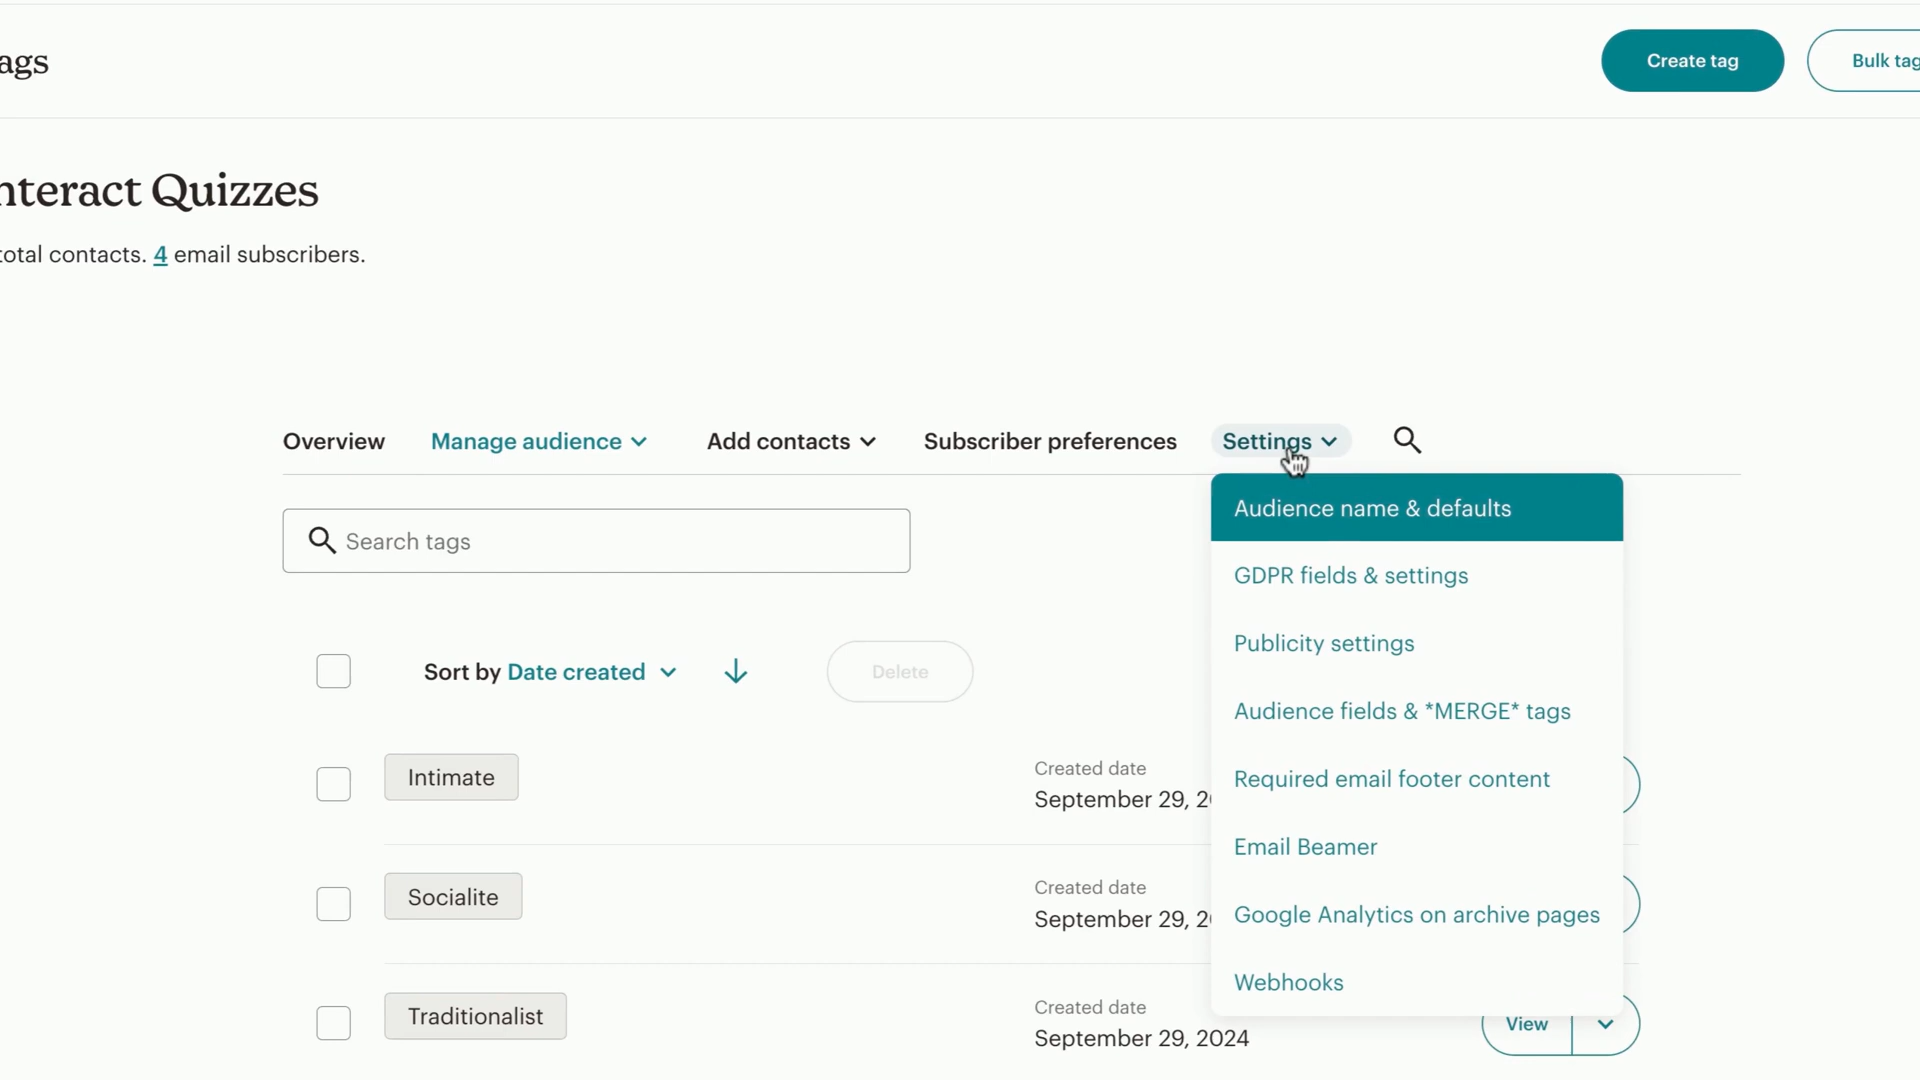 ags
Create tag
Bulk tag
nteract Quizzes
total contacts. 4 email subscribers.
Overview
Manage audience
Add contacts
Subscriber preferences
Settings
Search tags
Audience name & defaults
GDPR fields & settings
Publicity settings
Audience fields & *MERGE* tags
Required email footer content
Email Beamer
Google Analytics on archive pages
Webhooks
Sort by Date created
Delete
Intimate
Created date
September 29, 2
Socialite
Created date
September 29, 2
Traditionalist
Created date
September 29, 2024
View